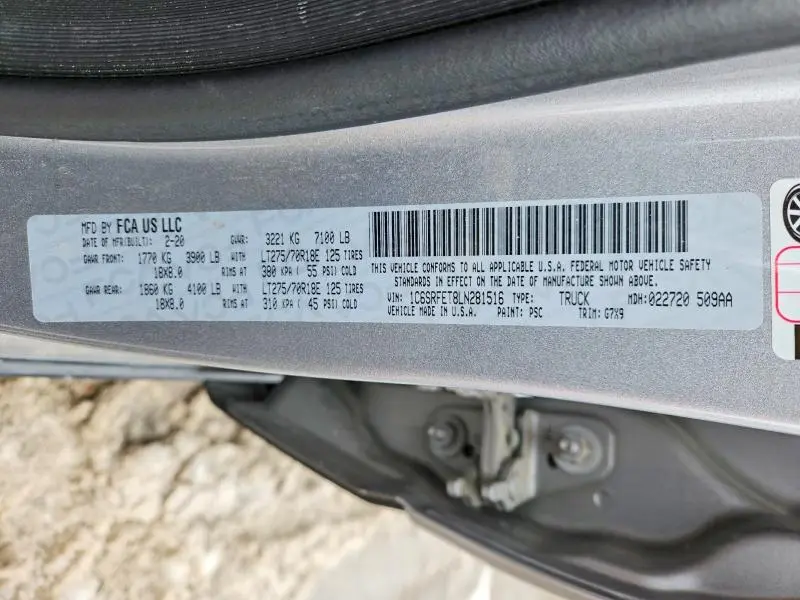 MFD BY FCA US LLC
DATE OF MFR(BUILT): 2-20 GVWR: 3221 KG 7100 LB
GAWR FRONT: 1770 KG 3900 LB WITH LT275/70R18E 125 TIRES
18X8.0 RIMS AT 380 KPA ( 55 PSI) COLD
GAWR REAR: 1860 KG 4100 LB WITH LT275/70R18E 125 TIRES
18X8.0 RIMS AT 310 KPA ( 45 PSI) COLD
THIS VEHICLE CONFORMS TO ALL APPLICABLE U.S.A. FEDERAL MOTOR VEHICLE SAFETY
STANDARDS IN EFFECT ON THE DATE OF MANUFACTURE SHOWN ABOVE.
VIN: 1C6SRFET8LN281516 TYPE: TRUCK MDH:022720 509AA
VEHICLE MADE IN U.S.A. PAINT: PSC TRIM: G7X9